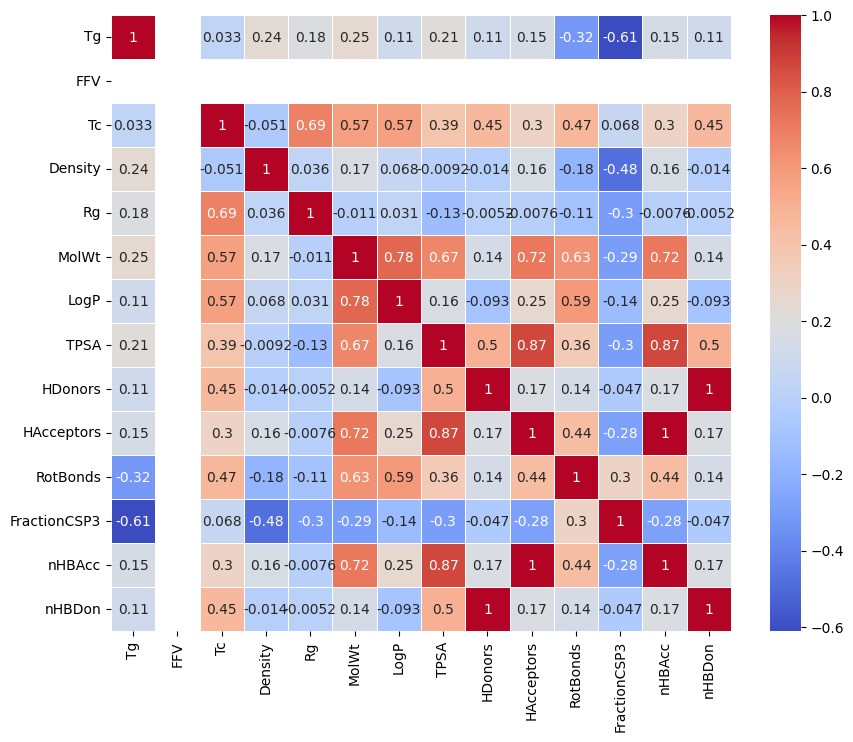 Tg 1 0.033 0.24 0.18 0.25 0.11 0.21 0.11 0.15 -0.32 -0.61 0.15 0.11
FFV
Tc 0.033 1 -0.051 0.69 0.57 0.57 0.39 0.45 0.3 0.47 0.068 0.3 0.45
Density 0.24 -0.051 1 0.036 0.17 0.068 -0.0092 -0.014 0.16 -0.18 -0.48 0.16 -0.014
Rg 0.18 0.69 0.036 1 -0.011 0.031 -0.13 -0.0052 -0.0076 -0.11 -0.3 -0.0076 -0.0052
MolWt 0.25 0.57 0.17 -0.011 1 0.78 0.67 0.14 0.72 0.63 -0.29 0.72 0.14
LogP 0.11 0.57 0.068 0.031 0.78 1 0.16 -0.093 0.25 0.59 -0.14 0.25 -0.093
TPSA 0.21 0.39 -0.0092 -0.13 0.67 0.16 1 0.5 0.87 0.36 -0.3 0.87 0.5
HDonors 0.11 0.45 -0.014 -0.0052 0.14 -0.093 0.5 1 0.17 0.14 -0.047 0.17 1
HAcceptors 0.15 0.3 0.16 -0.0076 0.72 0.25 0.87 0.17 1 0.44 -0.28 1 0.17
RotBonds -0.32 0.47 -0.18 -0.11 0.63 0.59 0.36 0.14 0.44 1 0.3 0.44 0.14
FractionCSP3 -0.61 0.068 -0.48 -0.3 -0.29 -0.14 -0.3 -0.047 -0.28 0.3 1 -0.28 -0.047
nHBAcc 0.15 0.3 0.16 -0.0076 0.72 0.25 0.87 0.17 1 0.44 -0.28 1 0.17
nHBDon 0.11 0.45 -0.014 -0.0052 0.14 -0.093 0.5 1 0.17 0.14 -0.047 0.17 1
Tg FFV Tc Density Rg MolWt LogP TPSA HDonors HAcceptors RotBonds FractionCSP3 nHBAcc nHBDon
1.0
0.8
0.6
0.4
0.2
0.0
−0.2
−0.4
−0.6